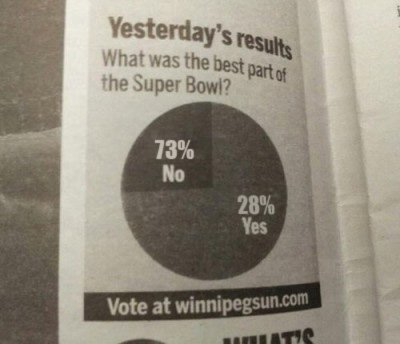 Yesterday's results
What was the best part of
the Super Bowl?
73%
No
28%
Yes
Vote at winnipegsun.com
WHAT'S